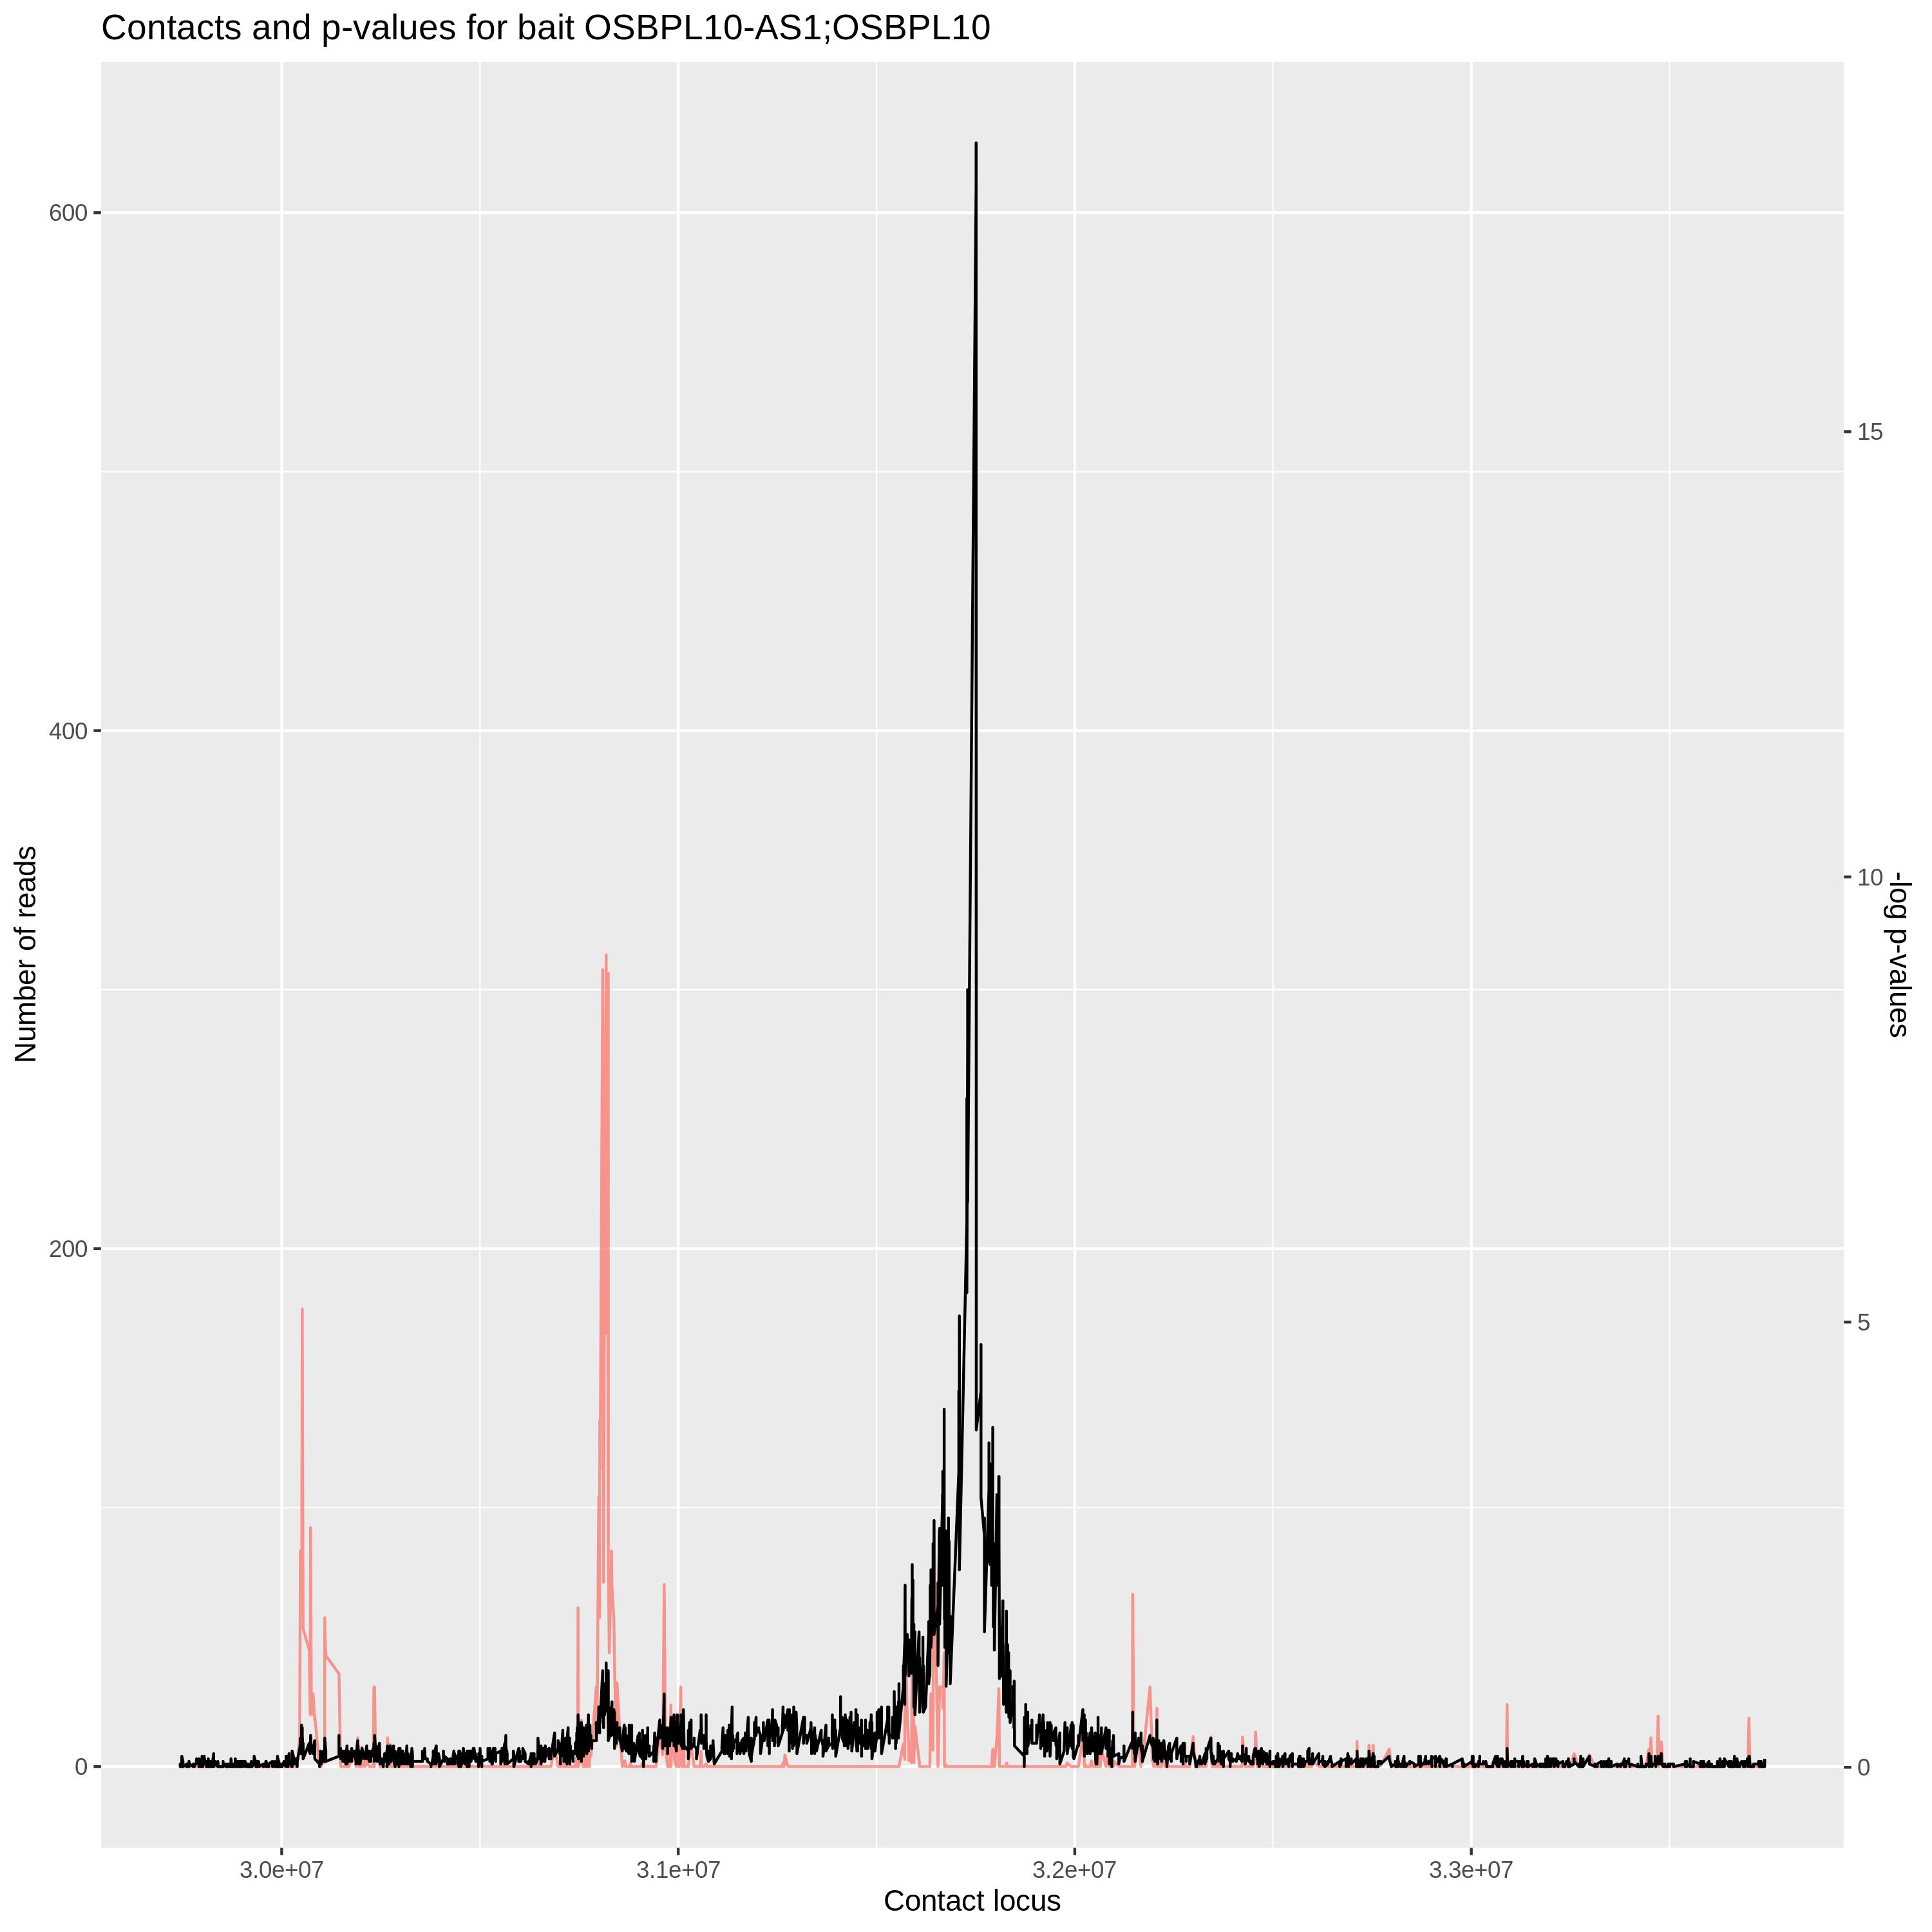 Contacts and p-values for bait OSBPL10-AS1;OSBPL10
600
400
200
0
Number of reads
15
10
5
0
-log p-values
3.0e+07
3.1e+07
3.2e+07
3.3e+07
Contact locus